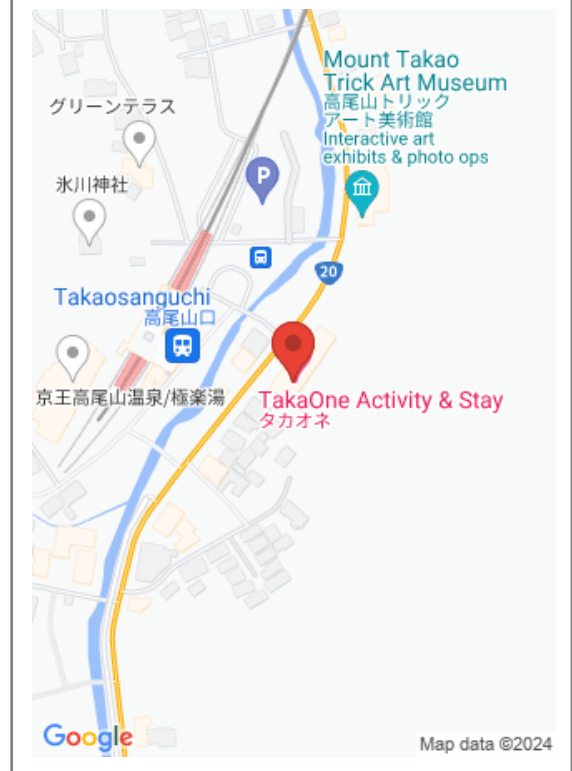 Mount Takao
Trick Art Museum
高尾山トリック
アート美術館
Interactive art
exhibits & photo ops
グリーンテラス
P
氷川神社
20
Takaosanguchi
高尾山口
京王高尾山温泉/極楽湯
TakaOne Activity & Stay
タカオネ
Google
Map data ©2024